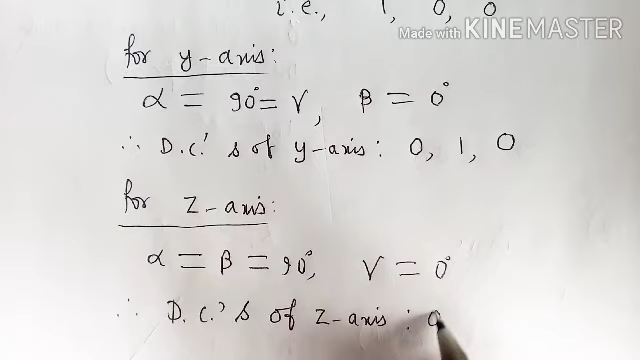 i.e., 1, 0, 0
Made with KINEMASTER
for y-axis:
α = 90° = γ, β = 0°
∴ D.C.'s of y-axis: 0, 1, 0
for z-axis:
α = β = 90°, γ = 0°
∴ D.C.'s of z-axis: 0